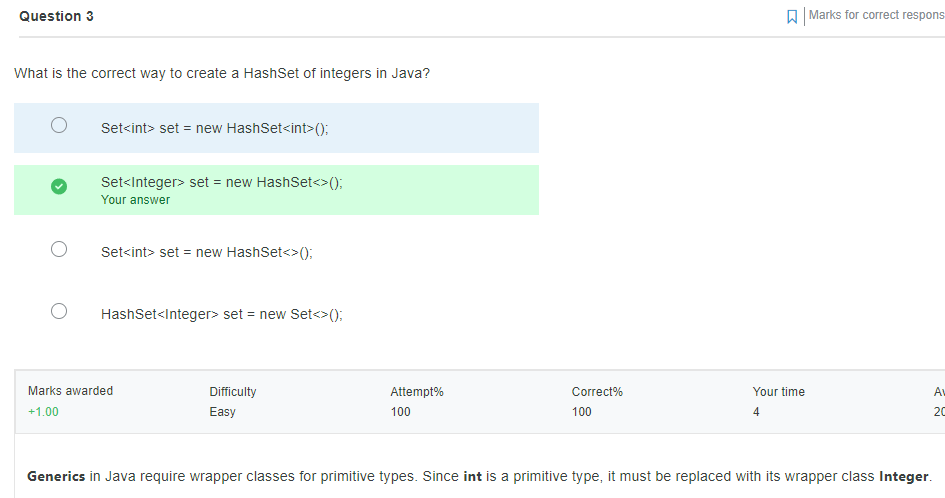 Question 3
Marks for correct respons
What is the correct way to create a HashSet of integers in Java?
Set<int> set = new HashSet<int>();
Set<Integer> set = new HashSet<>();
Your answer
Set<int> set = new HashSet<>();
HashSet<Integer> set = new Set<>();
Marks awarded Difficulty Attempt% Correct% Your time
+1.00 Easy 100 100 4 20
Generics in Java require wrapper classes for primitive types. Since int is a primitive type, it must be replaced with its wrapper class Integer.